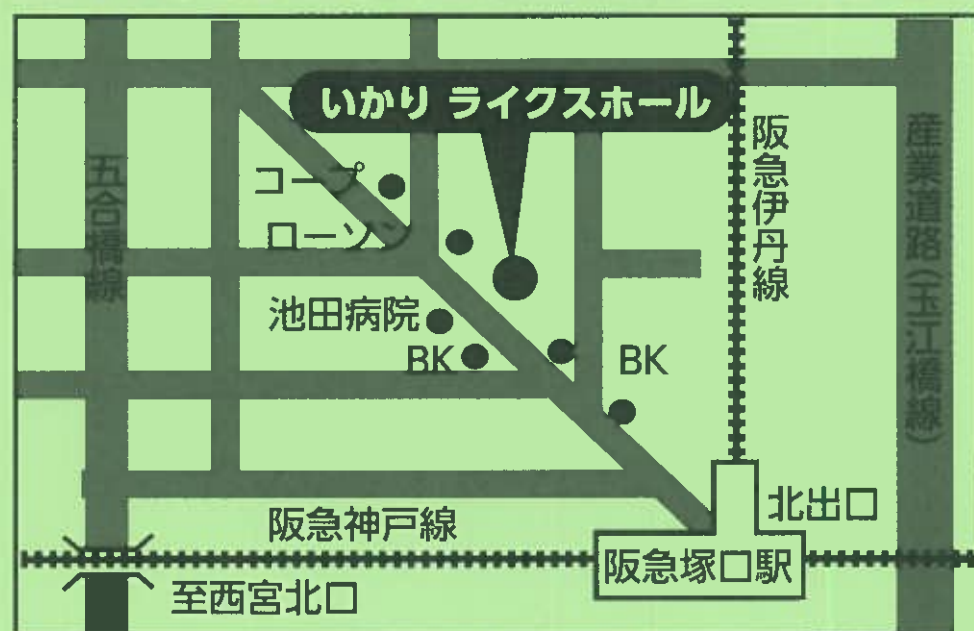 いかり ライクスホール
阪急伊丹線
産業道路(玉江橋線)
五合橋線
コープ
ローソン
池田病院
BK
BK
北出口
阪急神戸線
阪急塚口駅
至西宮北口